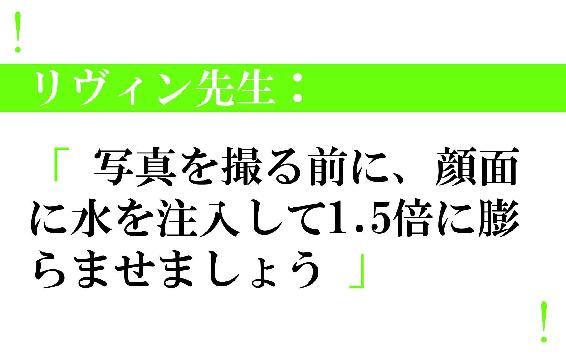 !
リヴィン先生：
「 写真を撮る前に、顔面
に水を注入して1.5倍に膨
らませましょう 」
!